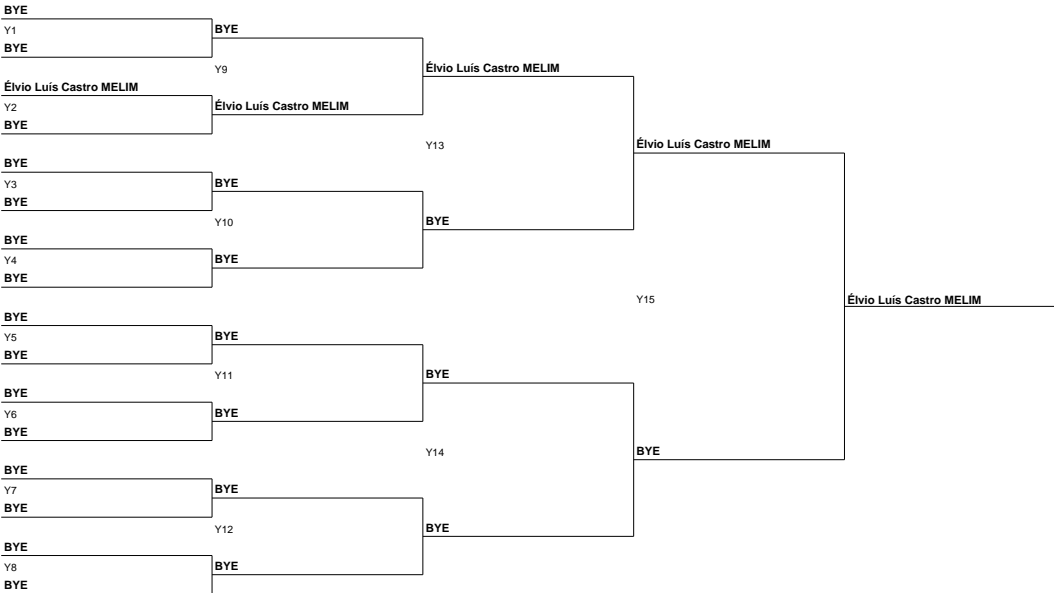 BYE
Y1
BYE
BYE
Y9
Élvio Luís Castro MELIM
Élvio Luís Castro MELIM
Y2
Élvio Luís Castro MELIM
BYE
Y13
Élvio Luís Castro MELIM
BYE
Y3
BYE
BYE
Y10
BYE
BYE
Y4
BYE
BYE
Y15
Élvio Luís Castro MELIM
BYE
Y5
BYE
BYE
Y11
BYE
BYE
Y6
BYE
BYE
Y14
BYE
BYE
Y7
BYE
BYE
Y12
BYE
BYE
Y8
BYE
BYE